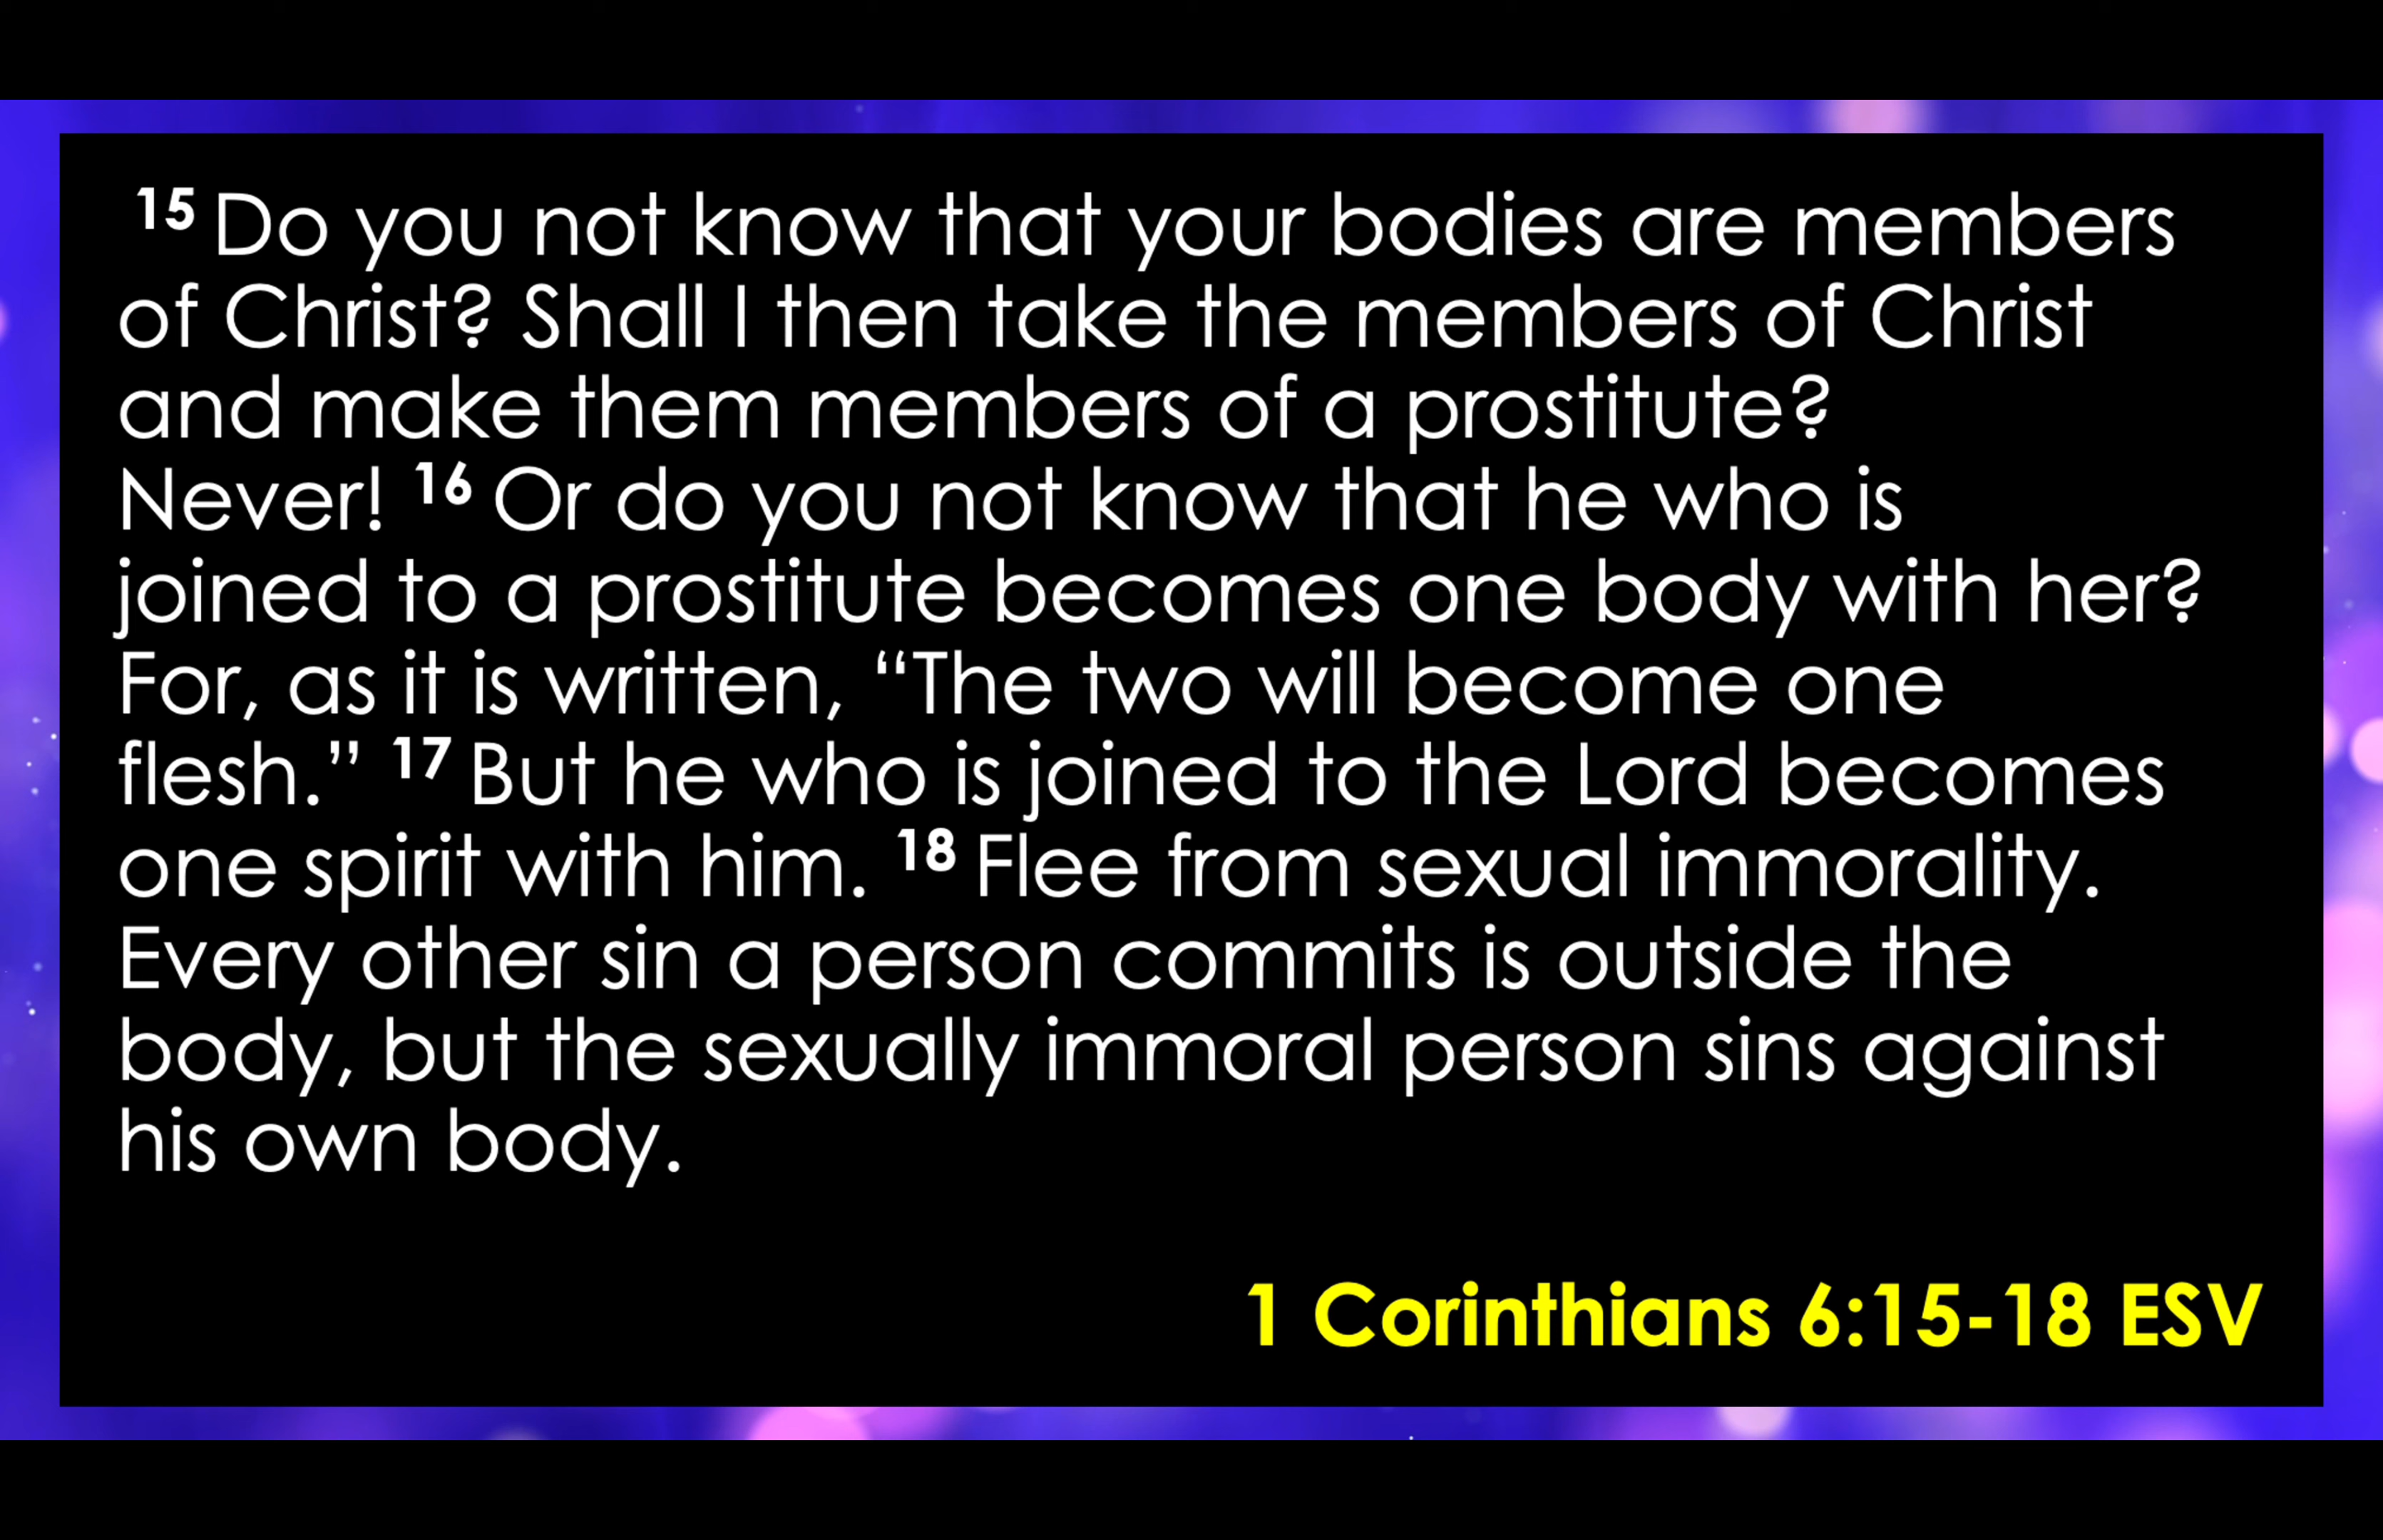 15 Do you not know that your bodies are members
of Christ? Shall I then take the members of Christ
and make them members of a prostitute?
Never! 16 Or do you not know that he who is
joined to a prostitute becomes one body with her?
For, as it is written, “The two will become one
flesh.” 17 But he who is joined to the Lord becomes
one spirit with him. 18 Flee from sexual immorality.
Every other sin a person commits is outside the
body, but the sexually immoral person sins against
his own body.
1 Corinthians 6:15-18 ESV